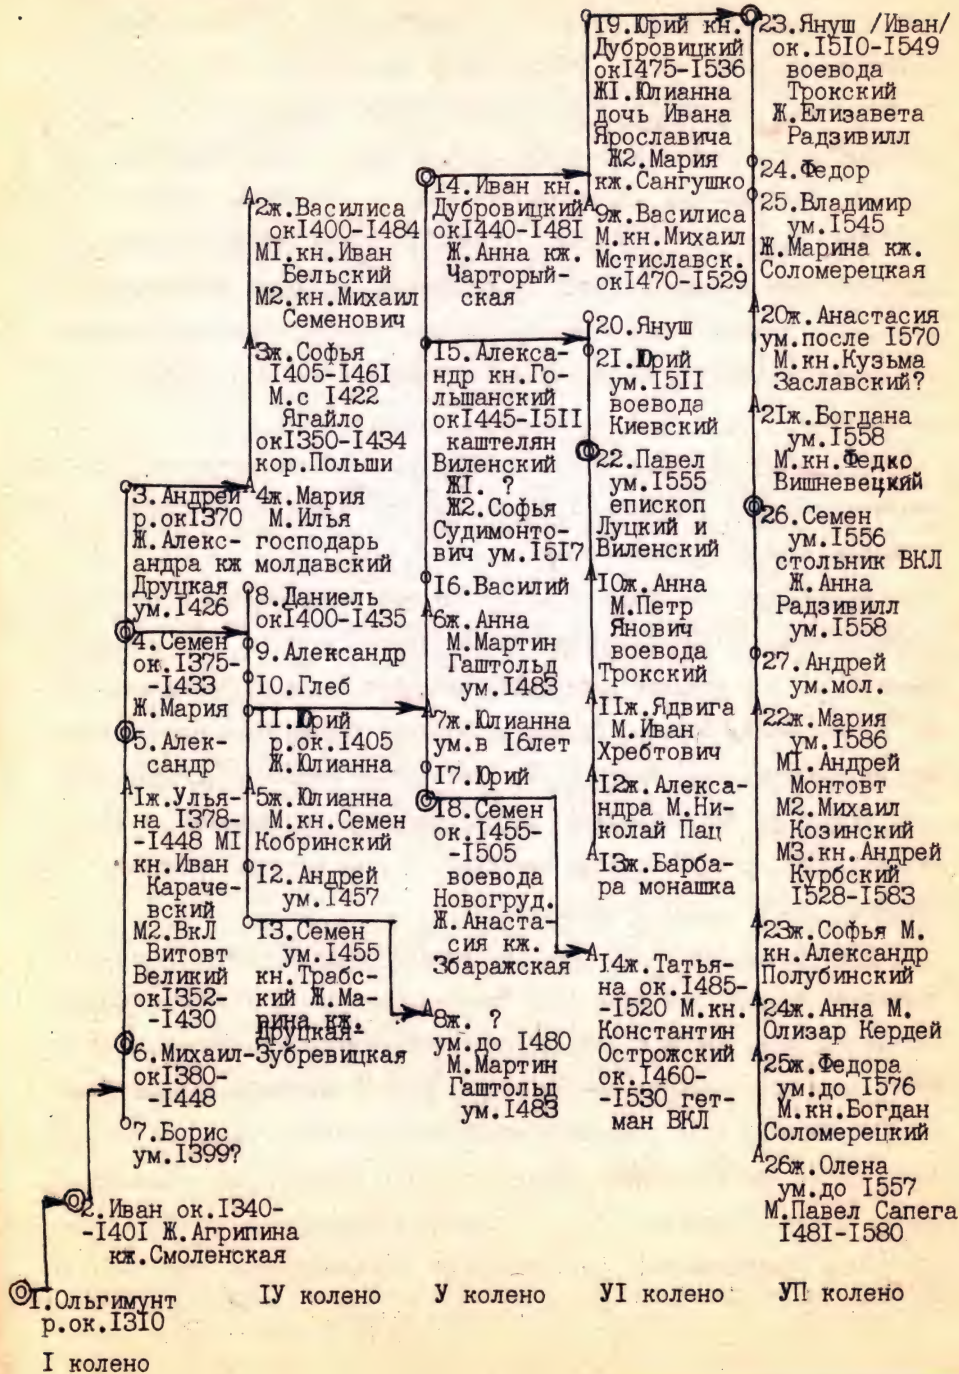 1.Ольгимунт
р.ок.1310
I колено
2.Иван ок.1340-
-1401 Ж.Агрипина
кж.Смоленская
3.Андрей
р.ок1370
Ж.Алекс-
андра кж
Друцкая
ум.1426
4.Семен
ок.1375-
-1433
Ж.Мария
5.Алек-
сандр
1ж.Улья-
на 1378-
-1448 М1
кн.Иван
Караче-
вский
М2.ВкЛ
Витовт
Великий
ок1352-
-1430
6.Михаил-
ок1380-
-1448
7.Борис
ум.1399?
2ж.Василиса
ок1400-1484
М1.кн.Иван
Бельский
М2.кн.Михаил
Семенович
3ж.Софья
1405-1461
М.с 1422
Ягайло
ок1350-1434
кор.Польши
4ж.Мария
М.Илья
господарь
молдавский
8.Даниель
ок1400-1435
9.Александр
10.Глеб
11.Юрий
р.ок.1405
Ж.Юлианна
5ж.Юлианна
М.кн.Семен
Кобринский
12.Андрей
ум.1457
13.Семен
ум.1455
кн.Трабс-
кий Ж.Ма-
рина кж.
Друцкая-
Зубревицкая
IУ колено
14.Иван кн.
Дубровицкий
ок1440-1481
Ж.Анна кж.
Чарторый-
ская
15.Алекса-
ндр кн.Го-
льшанский
ок1445-1511
каштелян
Виленский
Ж1. ?
Ж2.Софья
Судимонто-
вич ум.1517
16.Василий
6ж.Анна
М.Мартин
Гаштольд
ум.1483
7ж.Юлианна
ум.в 16лет
17.Юрий
18.Семен
ок.1455-
-1505
воевода
Новогруд.
Ж.Анаста-
сия кж.
Збаражская
8ж. ?
ум.до 1480
М.Мартин
Гаштольд
ум.1483
У колено
19.Юрий кн.
Дубровицкий
ок1475-1536
Ж1.Юлианна
дочь Ивана
Ярославича
Ж2.Мария
кж.Сангушко
9ж.Василиса
М.кн.Михаил
Мстиславск.
ок1470-1529
20.Януш
21.Юрий
ум.1511
воевода
Киевский
22.Павел
ум.1555
епископ
Луцкий и
Виленский
10ж.Анна
М.Петр
Янович
воевода
Трокский
11ж.Ядвига
М.Иван
Хребтович
12ж.Алекса-
ндра М.Ни-
колай Пац
13ж.Барба-
ра монашка
14ж.Татья-
на ок.1485-
-1520 М.кн.
Константин
Острожский
ок.1460-
-1530 гет-
ман ВКЛ
УI колено
23.Януш /Иван/
ок.1510-1549
воевода
Трокский
Ж.Елизавета
Радзивилл
24.Федор
25.Владимир
ум.1545
Ж.Марина кж.
Соломерецкая
20ж.Анастасия
ум.после 1570
М.кн.Кузьма
Заславский?
21ж.Богдана
ум.1558
М.кн.Федко
Вишневецкий
26.Семен
ум.1556
стольник ВКЛ
Ж.Анна
Радзивилл
ум.1558
27.Андрей
ум.мол.
22ж.Мария
ум.1586
М1.Андрей
Монтовт
М2.Михаил
Козинский
М3.кн.Андрей
Курбский
1528-1583
23ж.Софья М.
кн.Александр
Полубинский
24ж.Анна М.
Олизар Кердей
25ж.Федора
ум.до 1576
М.кн.Богдан
Соломерецкий
26ж.Олена
ум.до 1557
М.Павел Сапега
1481-1580
УП колено